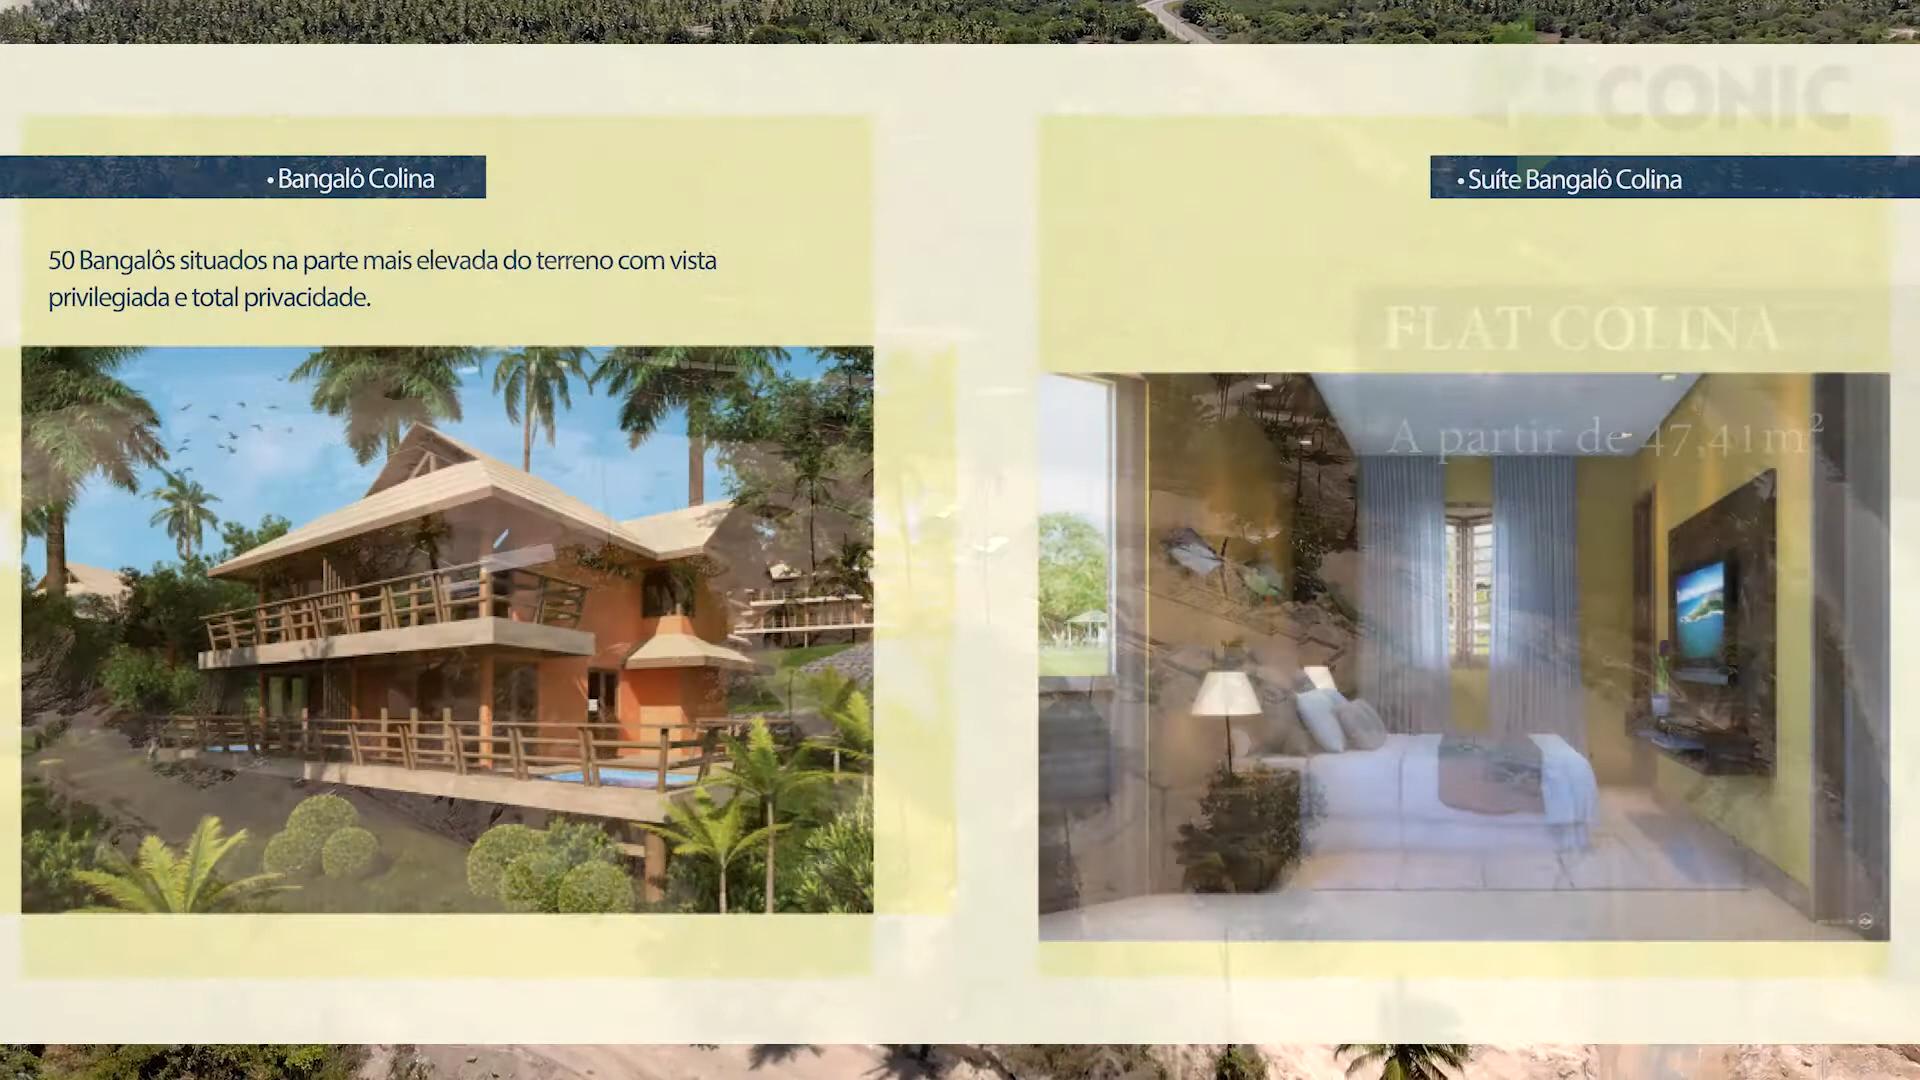 CONIC
• Bangalô Colina
• Suíte Bangalô Colina
50 Bangalôs situados na parte mais elevada do terreno com vista
privilegiada e total privacidade.
FLAT COLINA
A partir de 47,41m²